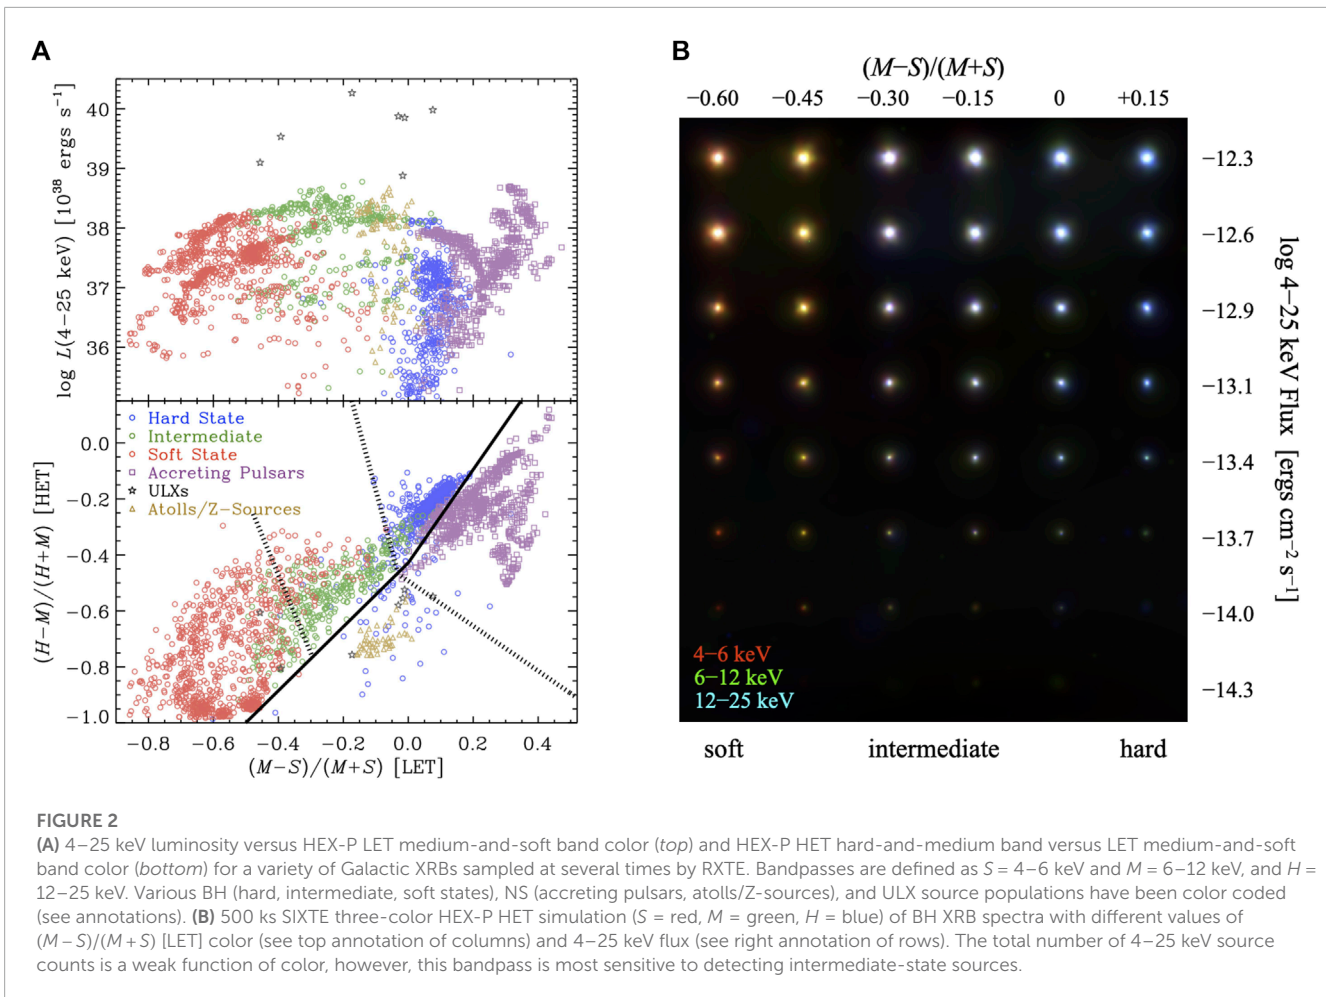 A
log L(4−25 keV) [10³⁸ ergs s⁻¹]
40
39
38
37
36
Hard State
Intermediate
Soft State
Accreting Pulsars
ULXs
Atolls/Z−Sources
(H−M)/(H+M) [HET]
0.0
−0.2
−0.4
−0.6
−0.8
−1.0
−0.8 −0.6 −0.4 −0.2 0.0 0.2 0.4
(M−S)/(M+S) [LET]
B
(M−S)/(M+S)
−0.60 −0.45 −0.30 −0.15 0 +0.15
−12.3
−12.6
−12.9
−13.1
−13.4
−13.7
−14.0
−14.3
log 4−25 keV Flux [ergs cm⁻² s⁻¹]
4−6 keV
6−12 keV
12−25 keV
soft intermediate hard
FIGURE 2
(A) 4–25 keV luminosity versus HEX-P LET medium-and-soft band color (top) and HEX-P HET hard-and-medium band versus LET medium-and-soft
band color (bottom) for a variety of Galactic XRBs sampled at several times by RXTE. Bandpasses are defined as S = 4–6 keV and M = 6–12 keV, and H =
12–25 keV. Various BH (hard, intermediate, soft states), NS (accreting pulsars, atolls/Z-sources), and ULX source populations have been color coded
(see annotations). (B) 500 ks SIXTE three-color HEX-P HET simulation (S = red, M = green, H = blue) of BH XRB spectra with different values of
(M − S)/(M + S) [LET] color (see top annotation of columns) and 4–25 keV flux (see right annotation of rows). The total number of 4–25 keV source
counts is a weak function of color, however, this bandpass is most sensitive to detecting intermediate-state sources.